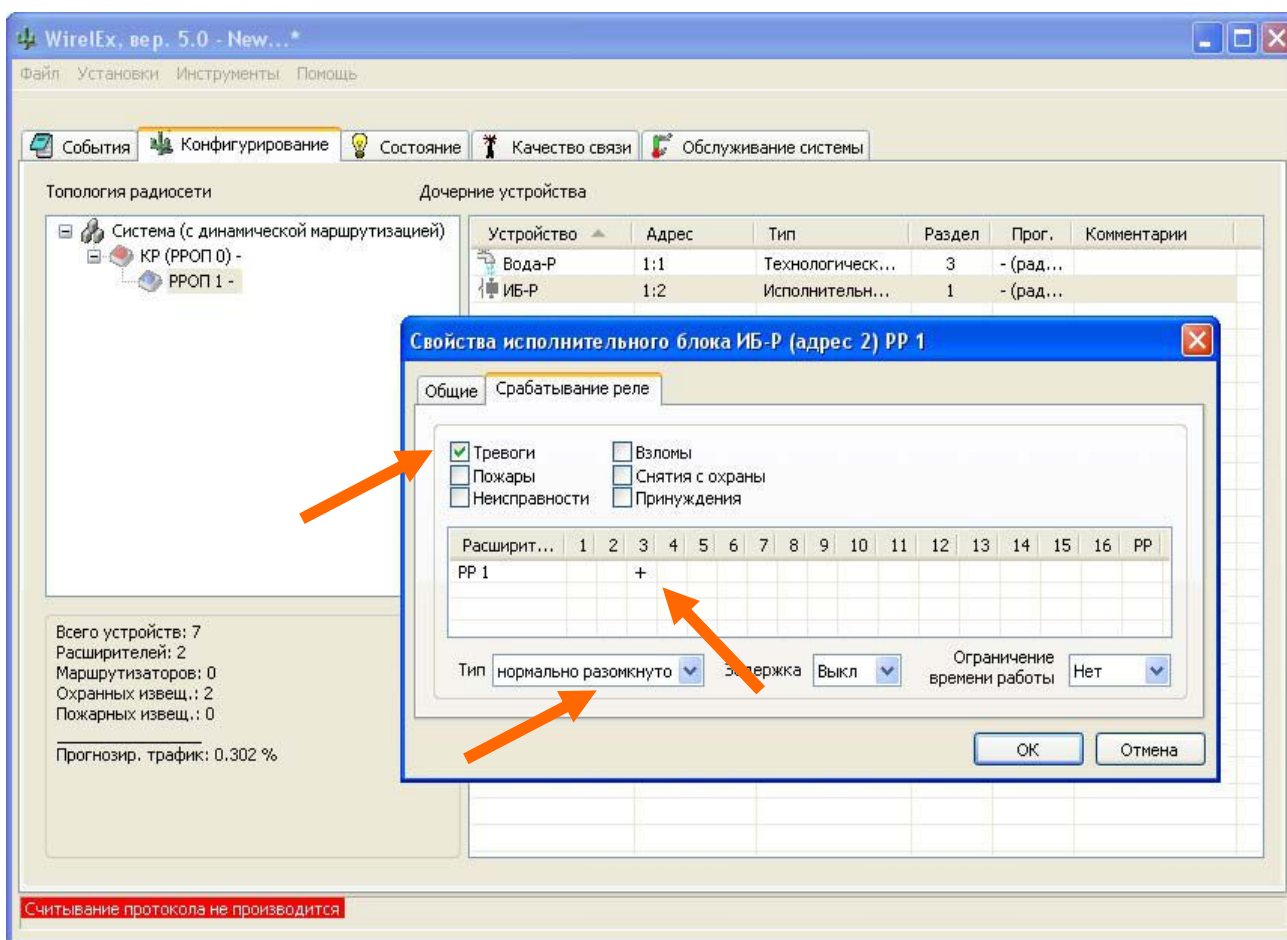 WirelEx, вер. 5.0 - New...*
Файл Установки Инструменты Помощь
События Конфигурирование Состояние Качество связи Обслуживание системы
Топология радиосети Дочерние устройства
Система (с динамической маршрутизацией)
КР (РРОП 0) -
РРОП 1 -
Устройство Адрес Тип Раздел Прог. Комментарии
Вода-Р 1:1 Технологическ... 3 - (рад...
ИБ-Р 1:2 Исполнительн... 1 - (рад...
Свойства исполнительного блока ИБ-Р (адрес 2) РР 1
Общие Срабатывание реле
Тревоги Взломы
Пожары Снятия с охраны
Неисправности Принуждения
Расширит... 1 2 3 4 5 6 7 8 9 10 11 12 13 14 15 16 РР
РР 1 +
Тип нормально разомкнуто Задержка Выкл Ограничение времени работы Нет
ОК Отмена
Всего устройств: 7
Расширителей: 2
Маршрутизаторов: 0
Охранных извещ.: 2
Пожарных извещ.: 0
Прогнозир. трафик: 0.302 %
Считывание протокола не производится